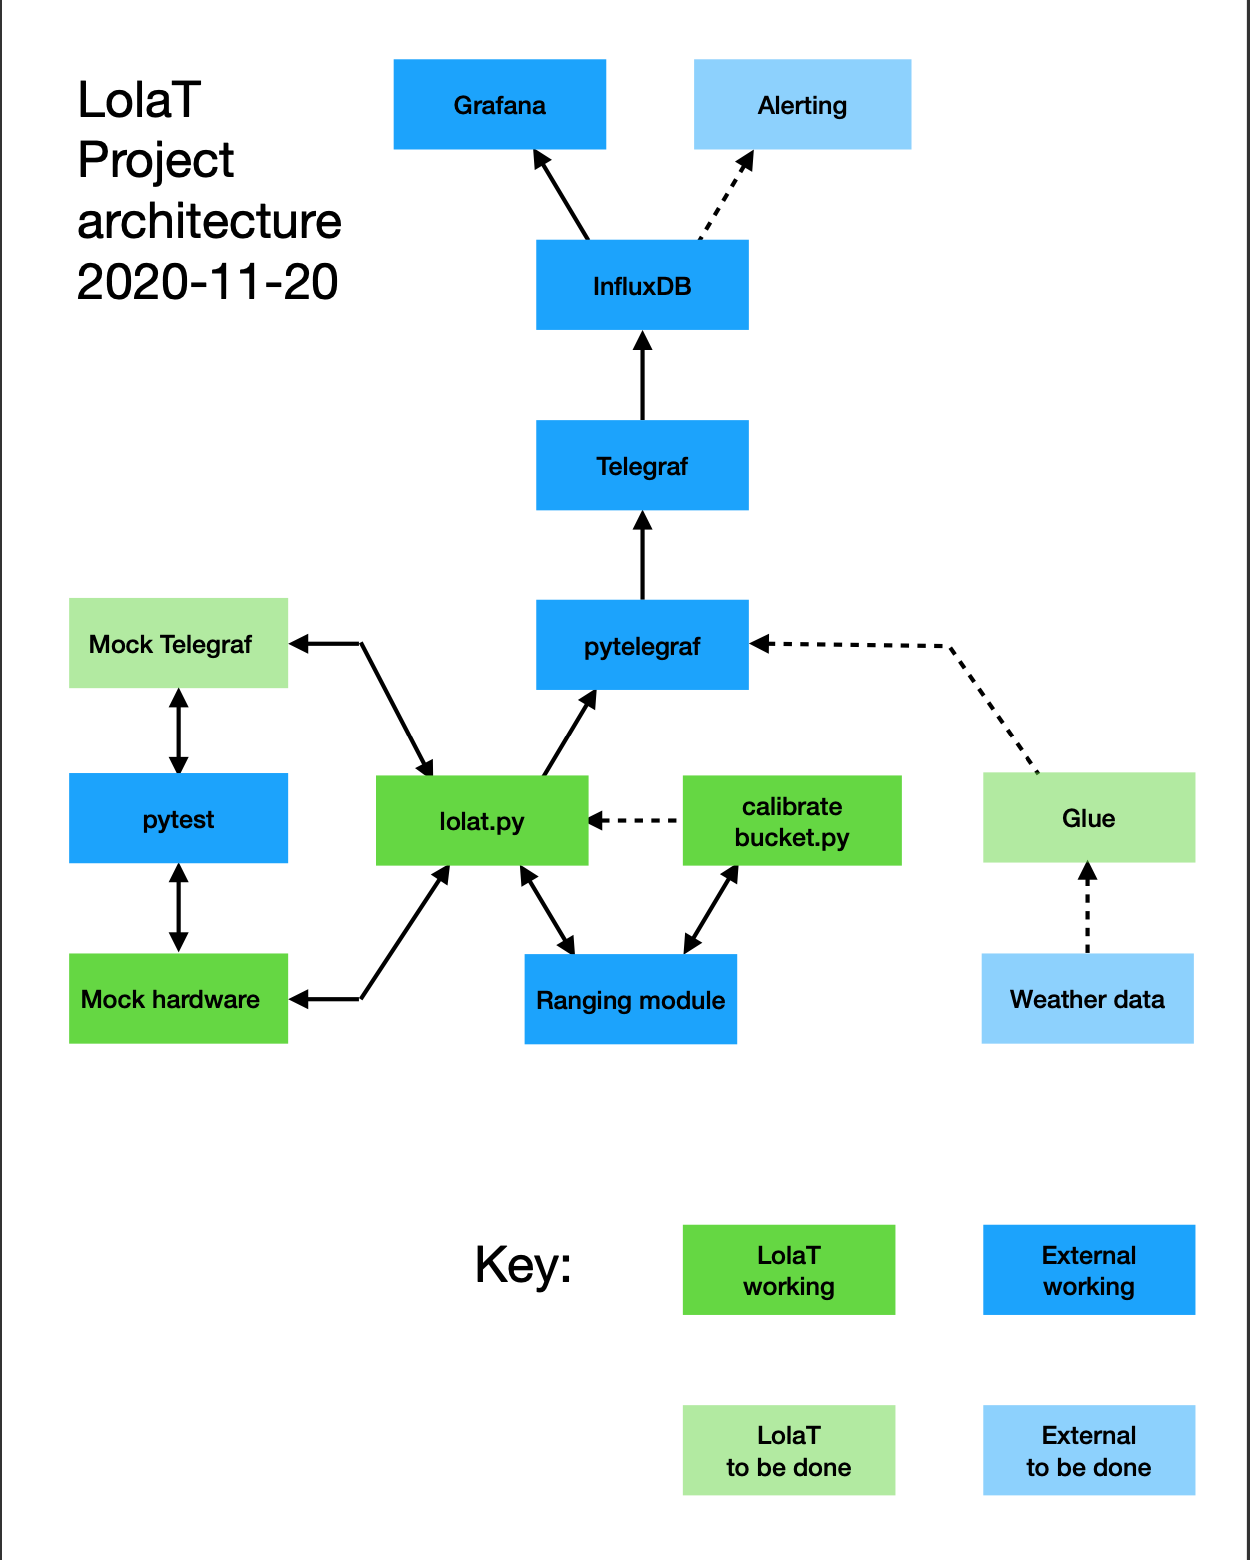 LolaT
Project
architecture
2020-11-20
Grafana
Alerting
InfluxDB
Telegraf
Mock Telegraf
pytelegraf
pytest
lolat.py
calibrate
bucket.py
Glue
Mock hardware
Ranging module
Weather data
Key:
LolaT
working
External
working
LolaT
to be done
External
to be done